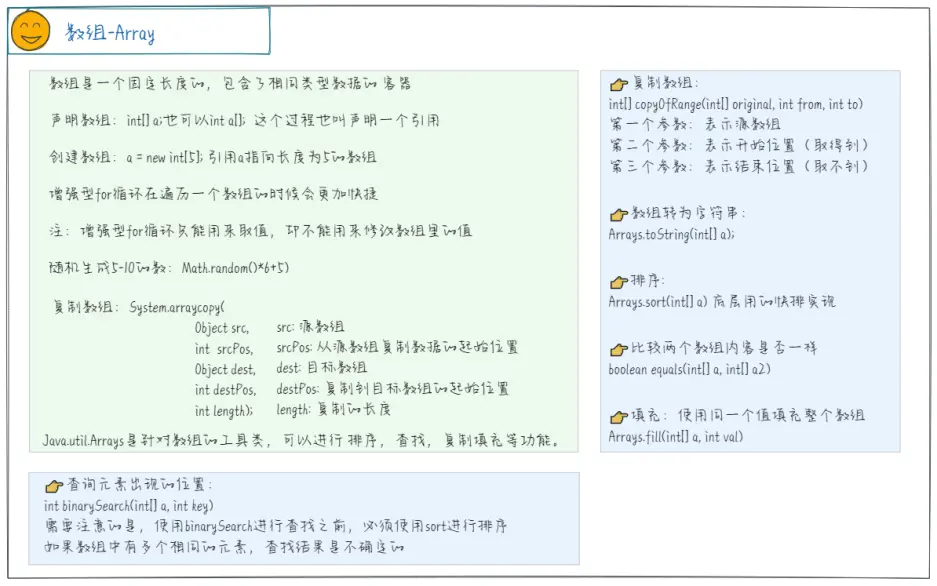 数组-Array
数组是一个固定长度的，包含了相同类型数据的容器
声明数组：int[] a;也可以int a[]; 这个过程也叫声明一个引用
创建数组：a = new int[5]; 引用a指向长度为5的数组
增强型for循环在遍历一个数组的时候会更加快捷
注：增强型for循环只能用来取值，却不能用来修改数组里的值
随机生成5-10的数：Math.random()*6+5)
复制数组：System.arraycopy(
Object src, src: 源数组
int srcPos, srcPos: 从源数组复制数据的起始位置
Object dest, dest: 目标数组
int destPos, destPos: 复制到目标数组的起始位置
int length); length: 复制的长度
Java.util.Arrays是针对数组的工具类，可以进行 排序，查找，复制填充等功能。
查询元素出现的位置：
int binarySearch(int[] a, int key)
需要注意的是，使用binarySearch进行查找之前，必须使用sort进行排序
如果数组中有多个相同的元素，查找结果是不确定的
复制数组：
int[] copyOfRange(int[] original, int from, int to)
第一个参数：表示源数组
第二个参数：表示开始位置（取得到）
第三个参数：表示结束位置（取不到）
数组转为字符串：
Arrays.toString(int[] a);
排序：
Arrays.sort(int[] a) 底层用的快排实现
比较两个数组内容是否一样
boolean equals(int[] a, int[] a2)
填充：使用同一个值填充整个数组
Arrays.fill(int[] a, int val)